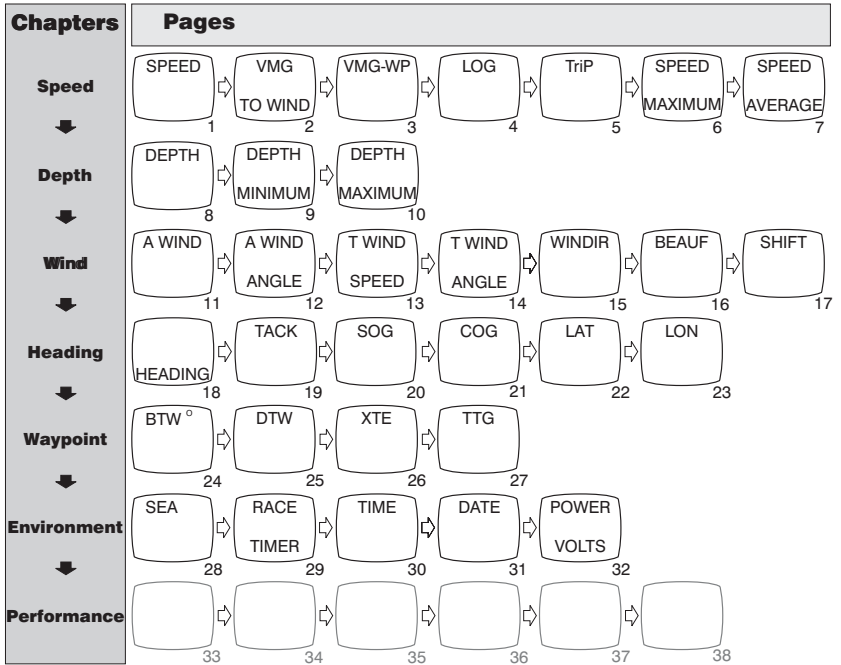 Chapters Pages
Speed
SPEED VMG VMG-WP LOG TriP SPEED SPEED
TO WIND MAXIMUM AVERAGE
1 2 3 4 5 6 7
Depth
DEPTH DEPTH DEPTH
MINIMUM MAXIMUM
8 9 10
Wind
A WIND A WIND T WIND T WIND WINDIR BEAUF SHIFT
ANGLE SPEED ANGLE
11 12 13 14 15 16 17
Heading
TACK SOG COG LAT LON
HEADING
18 19 20 21 22 23
Waypoint
BTW ° DTW XTE TTG
24 25 26 27
Environment
SEA RACE TIME DATE POWER
TIMER VOLTS
28 29 30 31 32
Performance
33 34 35 36 37 38